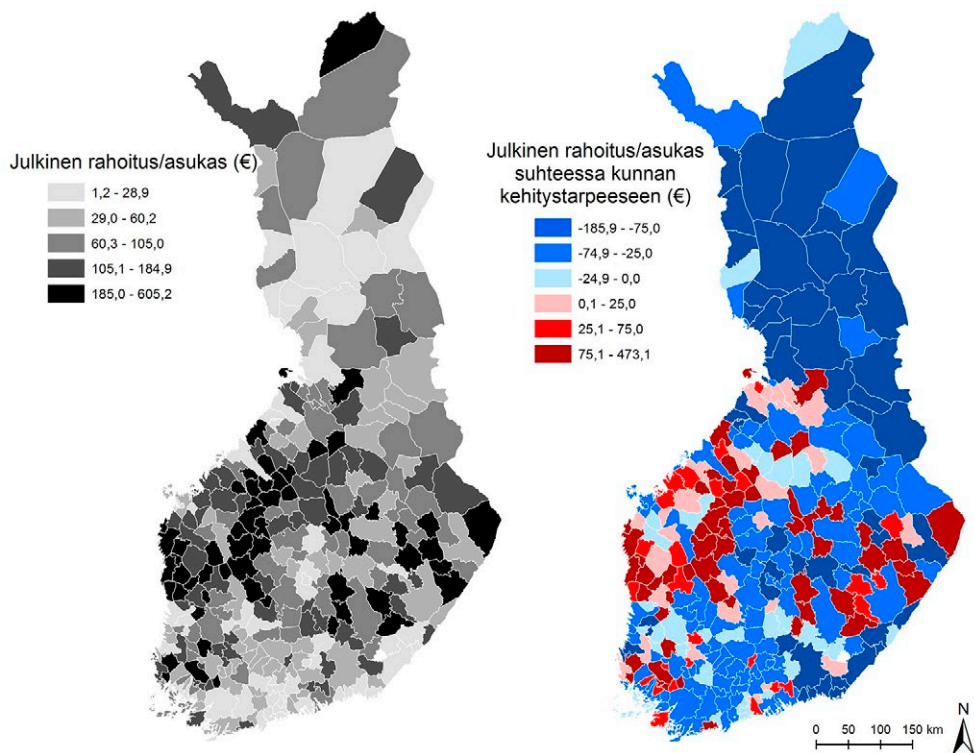 Julkinen rahoitus/asukas (€)
1,2 - 28,9
29,0 - 60,2
60,3 - 105,0
105,1 - 184,9
185,0 - 605,2
Julkinen rahoitus/asukas
suhteessa kunnan
kehitystarpeeseen (€)
-185,9 - -75,0
-74,9 - -25,0
-24,9 - 0,0
0,1 - 25,0
25,1 - 75,0
75,1 - 473,1
N
0 50 100 150 km